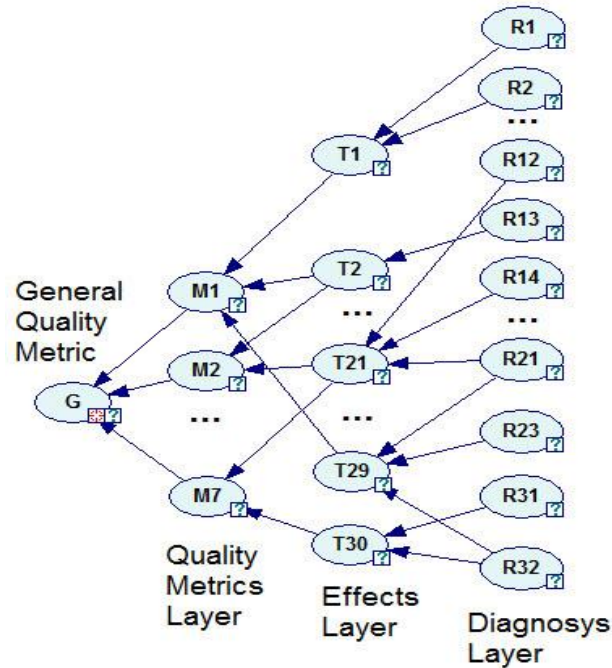 R1
?
R2
?
...
T1
?
R12
?
R13
?
T2
?
R14
?
General
Quality
Metric
M1
?
...
...
T21
?
R21
?
M2
?
G
?
...
...
R23
?
T29
?
M7
?
R31
?
T30
?
R32
?
Quality
Metrics
Layer
Effects
Layer
Diagnosys
Layer